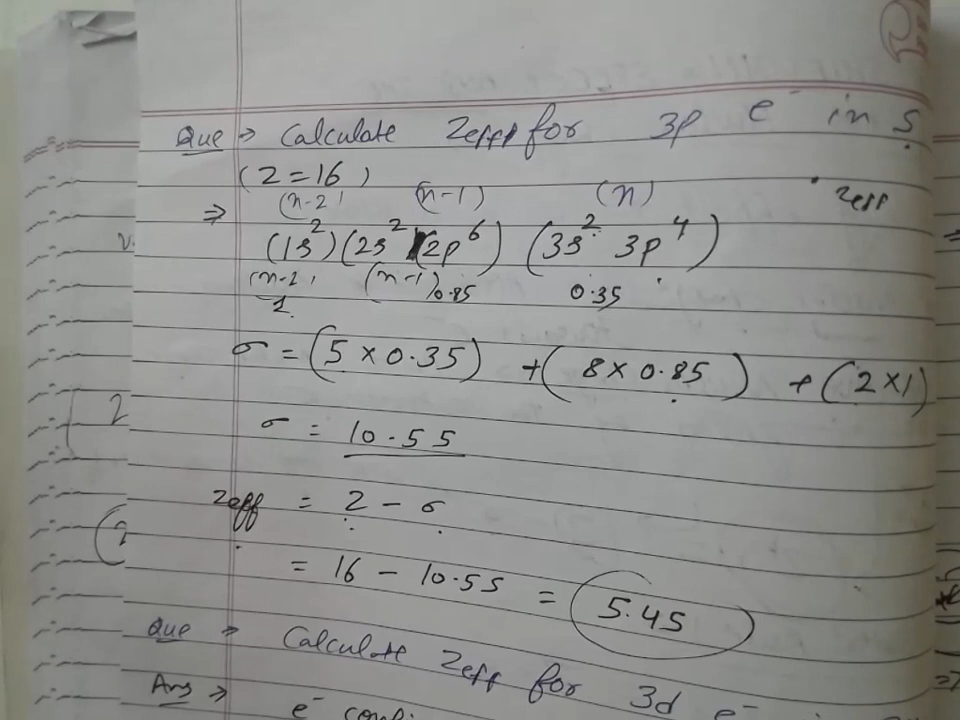 Que → Calculate Zeff for 3p e⁻ in S.
(Z = 16)
(n-2) (n-1) (n) Zeff
⇒ (1s²)(2s² 2p⁶) (3s² 3p⁴)
(n-2) (n-1) 0.85 0.35
1
σ = (5 × 0.35) + (8 × 0.85) + (2 × 1)
σ = 10.55
Zeff = Z - σ
= 16 - 10.55 = 5.45
Que → Calculate Zeff for 3d e⁻
Ans → e⁻